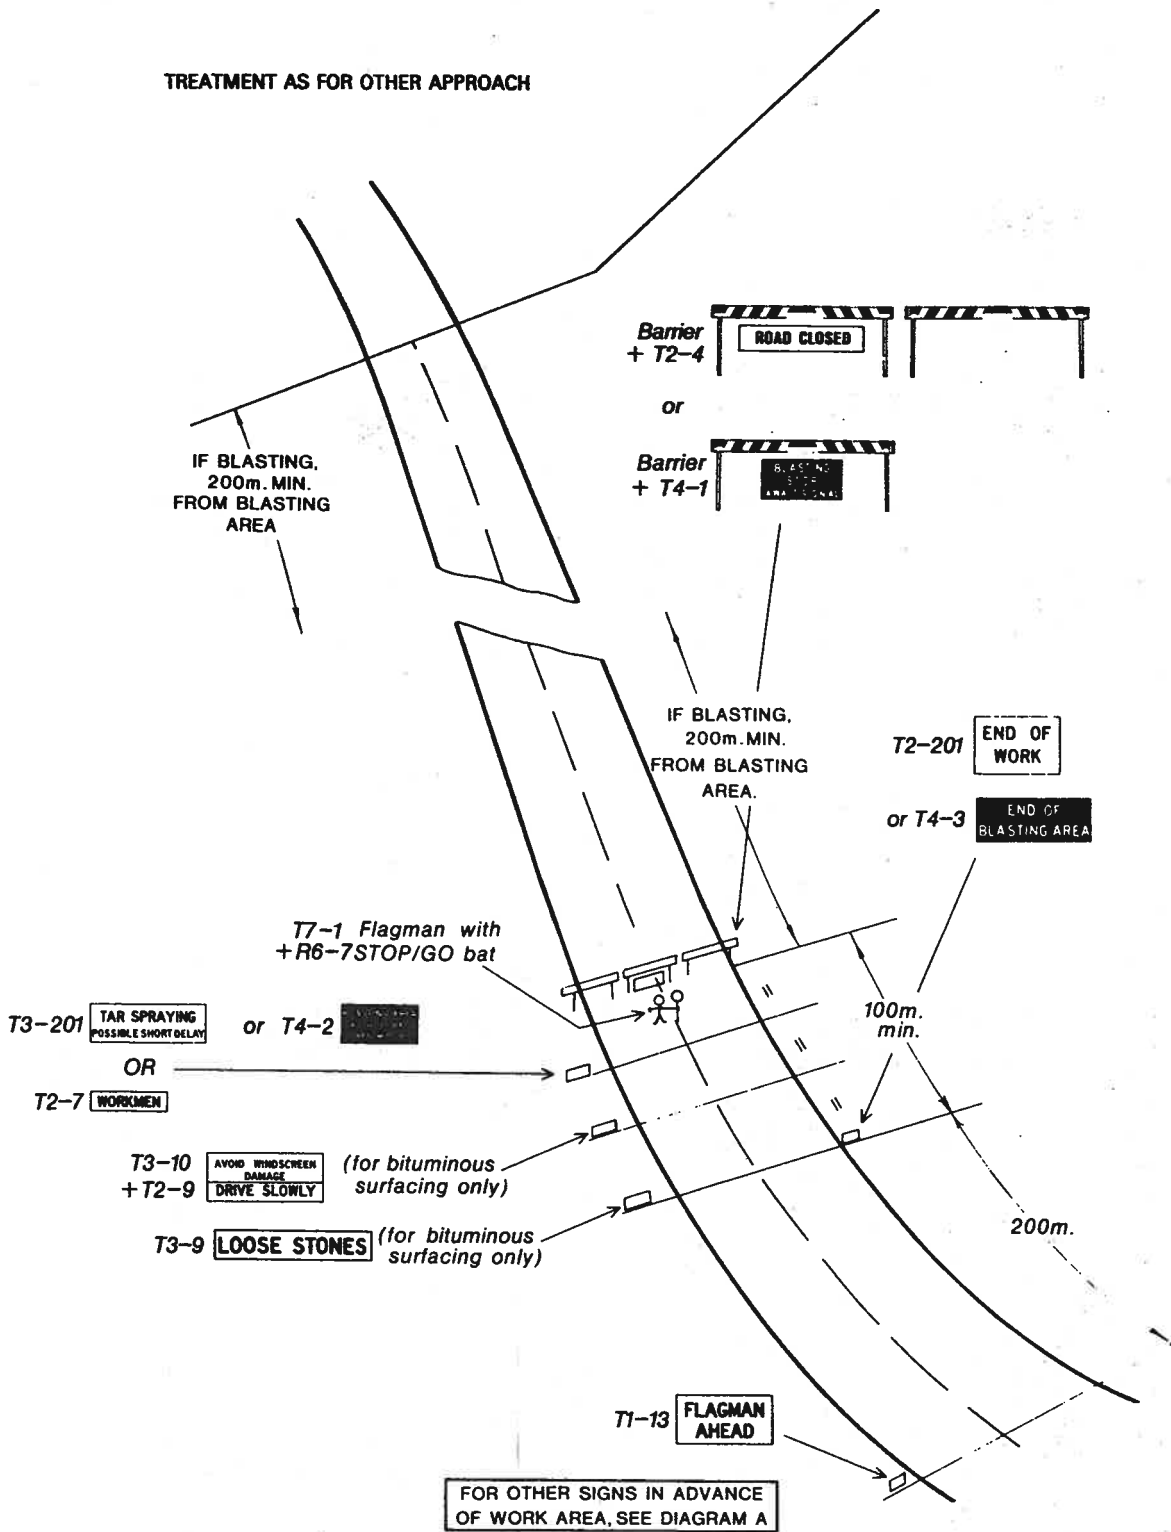 TREATMENT AS FOR OTHER APPROACH
Barrier
+ T2-4
ROAD CLOSED
or
Barrier
+ T4-1
BLASTING
STOP
IF BLASTING,
200m. MIN.
FROM BLASTING
AREA
IF BLASTING,
200m. MIN.
FROM BLASTING
AREA.
T2-201
END OF
WORK
or T4-3
END OF
BLASTING AREA
T7-1 Flagman with
+R6-7 STOP/GO bat
T3-201
TAR SPRAYING
POSSIBLE SHORT DELAY
or T4-2
OR
T2-7
WORKMEN
100m.
min.
T3-10
+ T2-9
AVOID WINDSCREEN
DAMAGE
DRIVE SLOWLY
(for bituminous
surfacing only)
T3-9
LOOSE STONES
(for bituminous
surfacing only)
200m.
T1-13
FLAGMAN
AHEAD
FOR OTHER SIGNS IN ADVANCE
OF WORK AREA, SEE DIAGRAM A